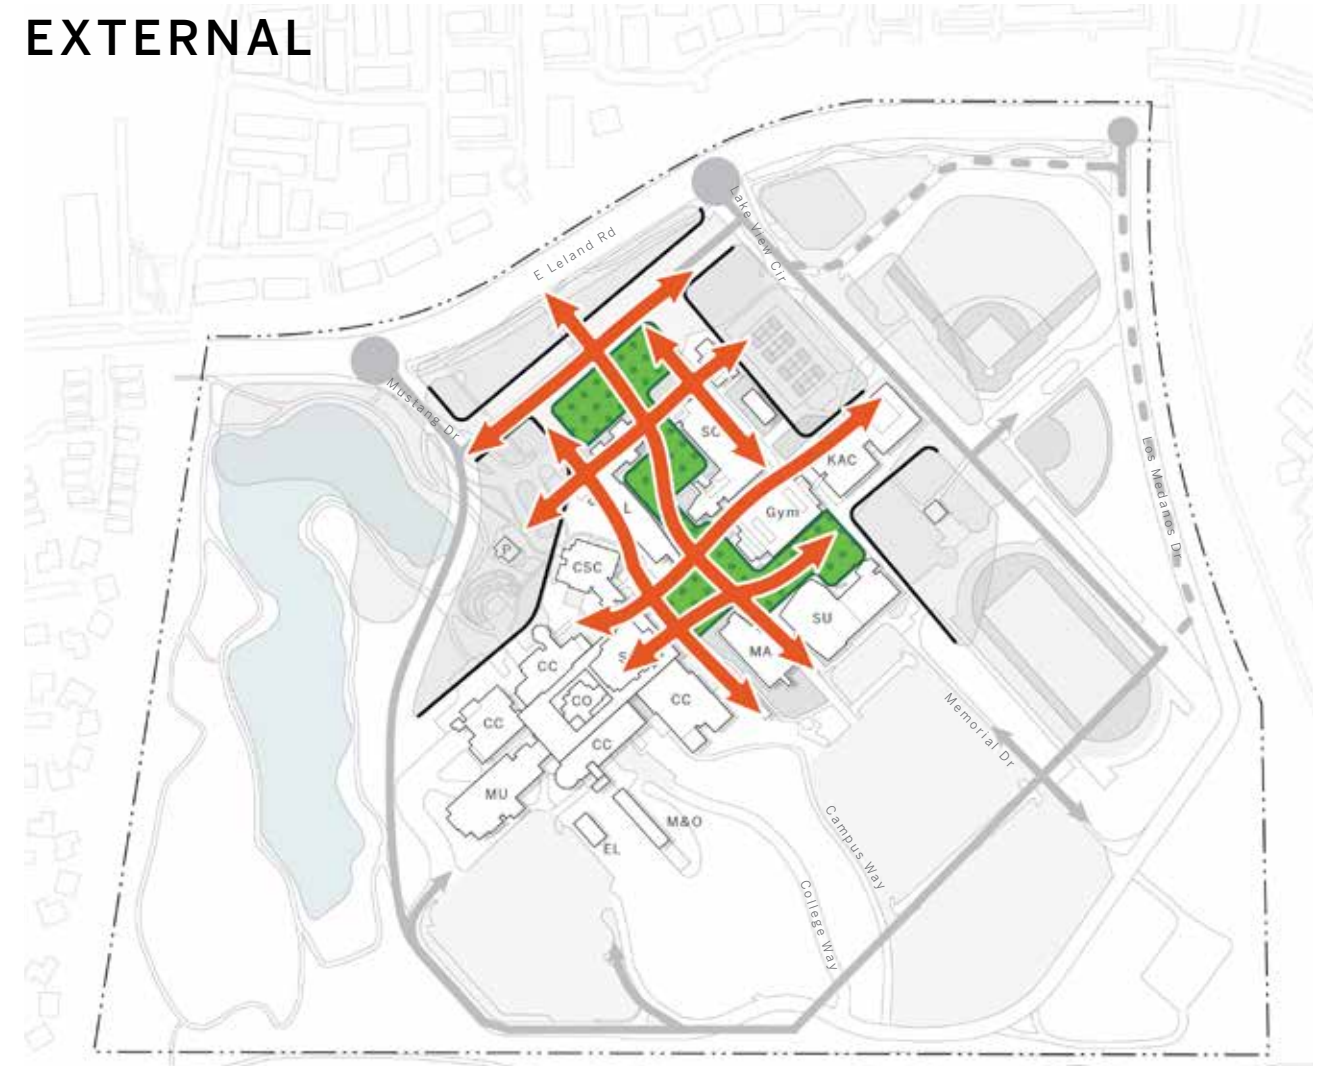 EXTERNAL
E Leland Rd
Lake View Cir
Mustang Dr
SC
KAC
Gym
L
P
CSC
SU
MA
CC
CO
CC
CC
CC
MU
M&O
EL
Los Medanos Dr
Memorial Dr
Campus Way
College Way